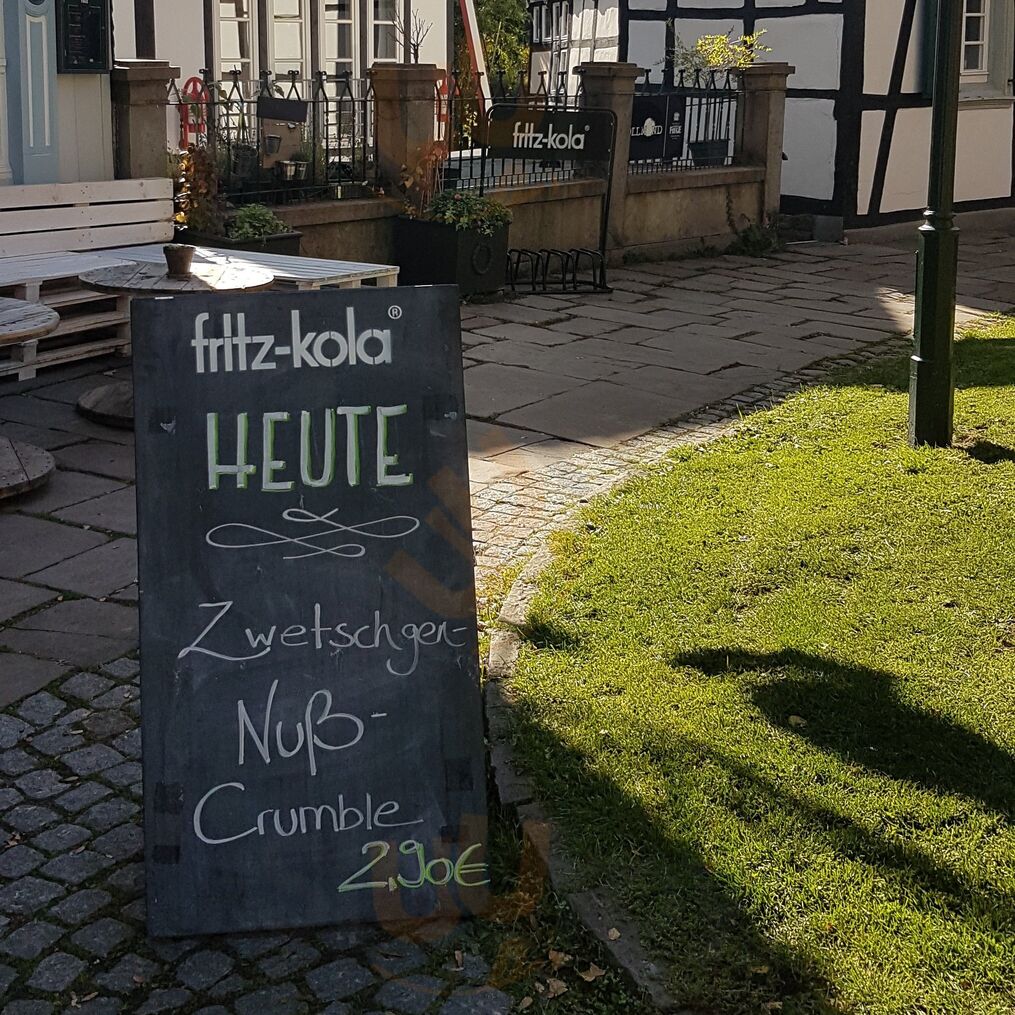 fritz-kola®
fritz-kola®
HEUTE
Zwetschgen-
Nuß-
Crumble
2,90€